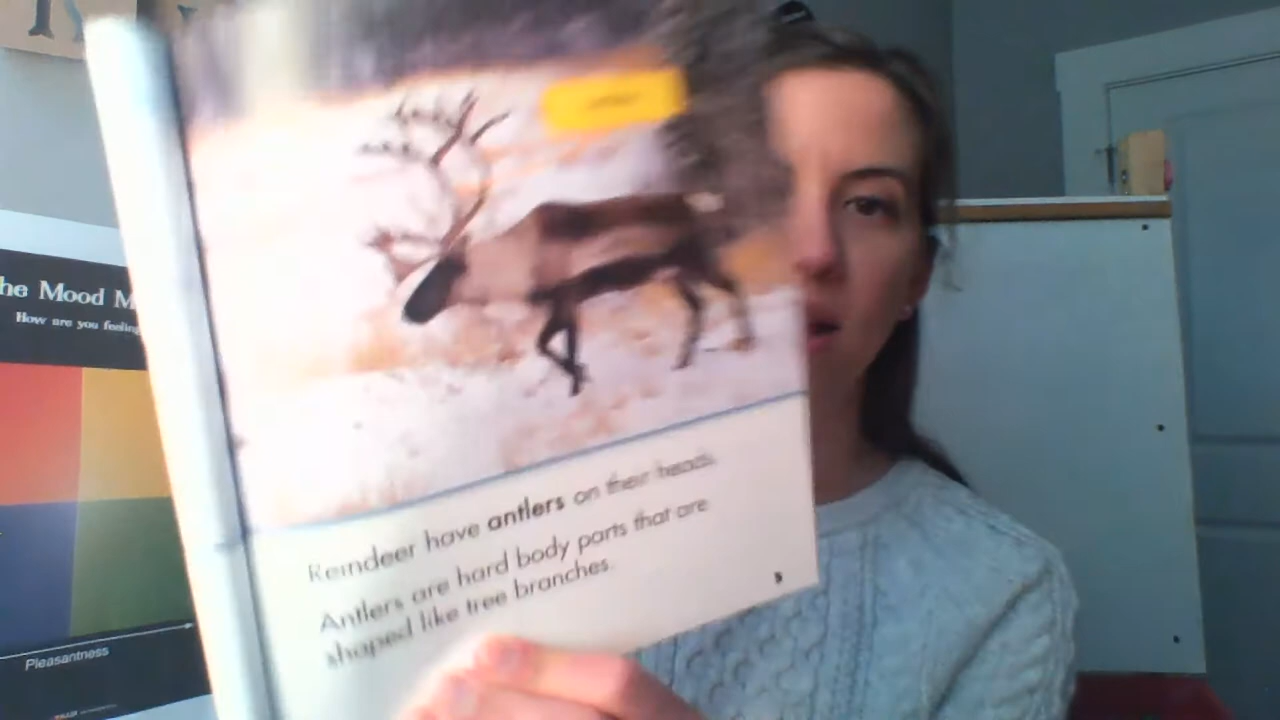 he Mood M
How are you feeling
Reindeer have antlers on their heads.
Antlers are hard body parts that are
shaped like tree branches.
5
Pleasantness